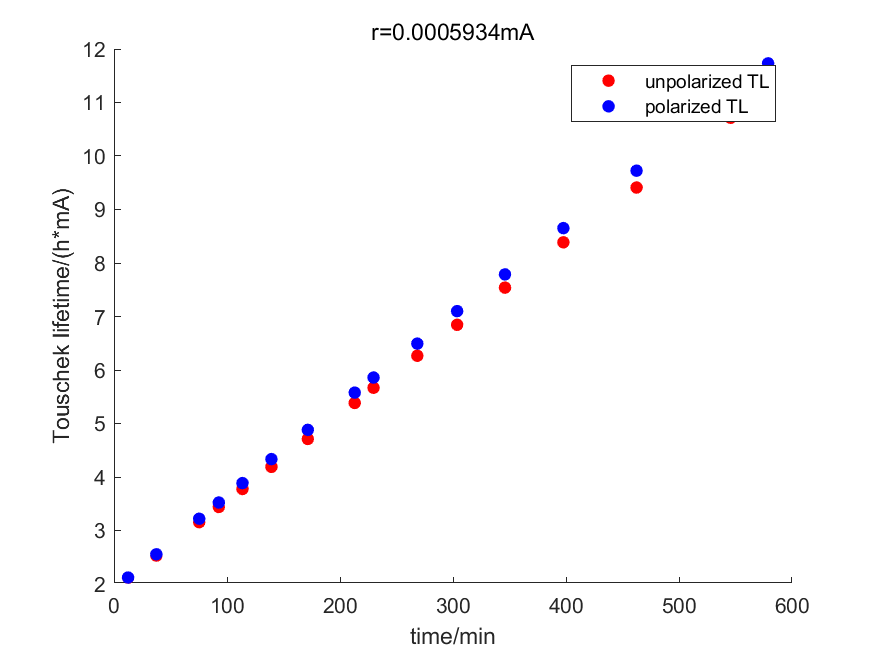 r=0.0005934mA
12
11
10
9
8
7
6
5
4
3
2
Touschek lifetime/(h*mA)
unpolarized TL
polarized TL
0 100 200 300 400 500 600
time/min